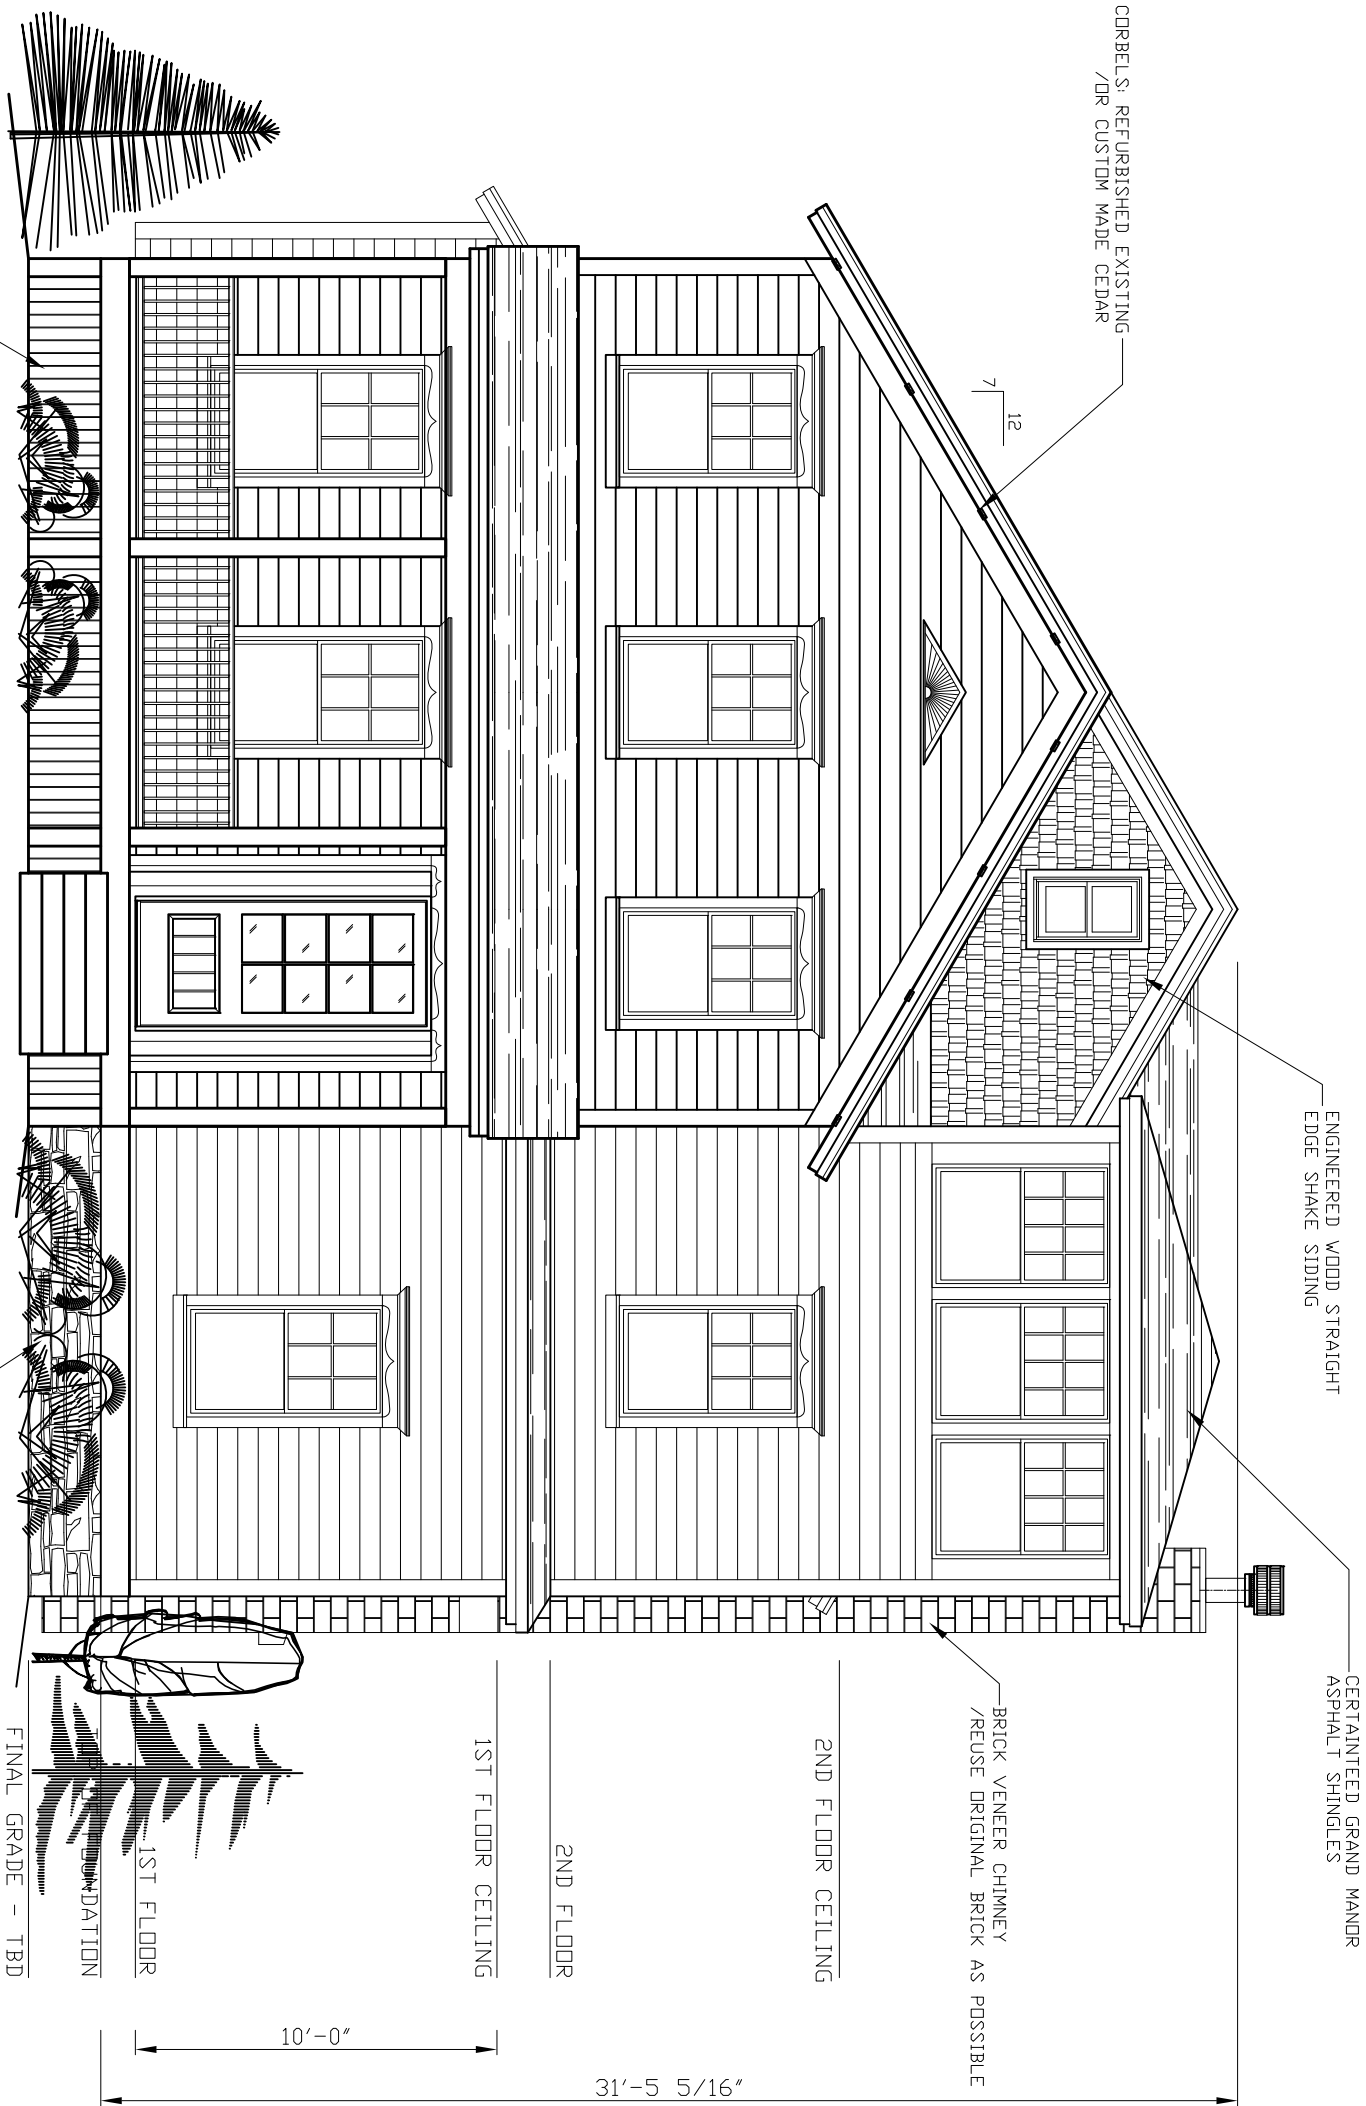 CORBELS: REFURBISHED EXISTING
/OR CUSTOM MADE CEDAR
12
7
ENGINEERED WOOD STRAIGHT
EDGE SHAKE SIDING
CERTAINTEED GRAND MANOR
ASPHALT SHINGLES
BRICK VENEER CHIMNEY
/REUSE ORIGINAL BRICK AS POSSIBLE
2ND FLOOR CEILING
2ND FLOOR
1ST FLOOR CEILING
1ST FLOOR
FINAL GRADE - TBD
10'-0"
31'-5 5/16"